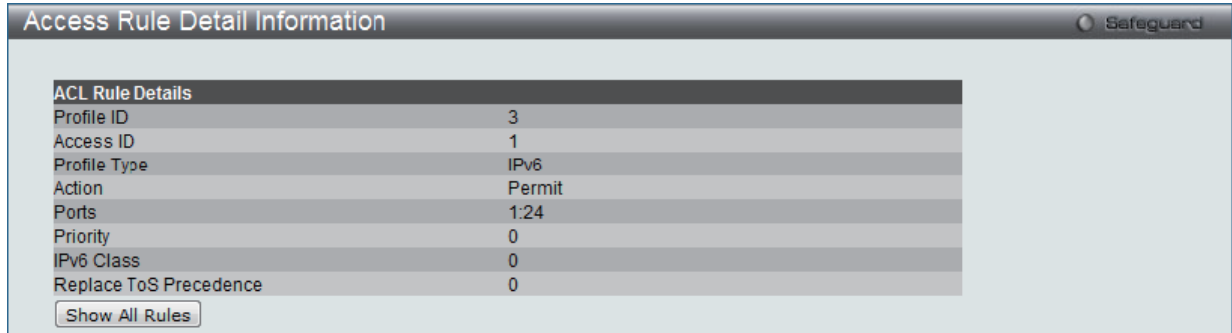 Access Rule Detail Information
Safeguard
ACL Rule Details
Profile ID 3
Access ID 1
Profile Type IPv6
Action Permit
Ports 1:24
Priority 0
IPv6 Class 0
Replace ToS Precedence 0
Show All Rules